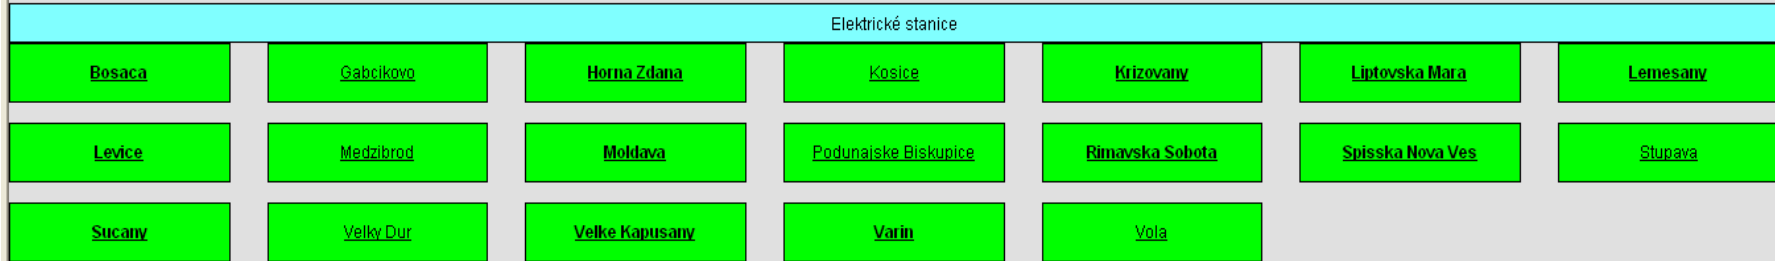 Elektrické stanice
Bosaca Gabcikovo Horna Zdana Kosice Krizovany Liptovska Mara Lemesany
Levice Medzibrod Moldava Podunajske Biskupice Rimavska Sobota Spisska Nova Ves Stupava
Sucany Velky Dur Velke Kapusany Varin Vola